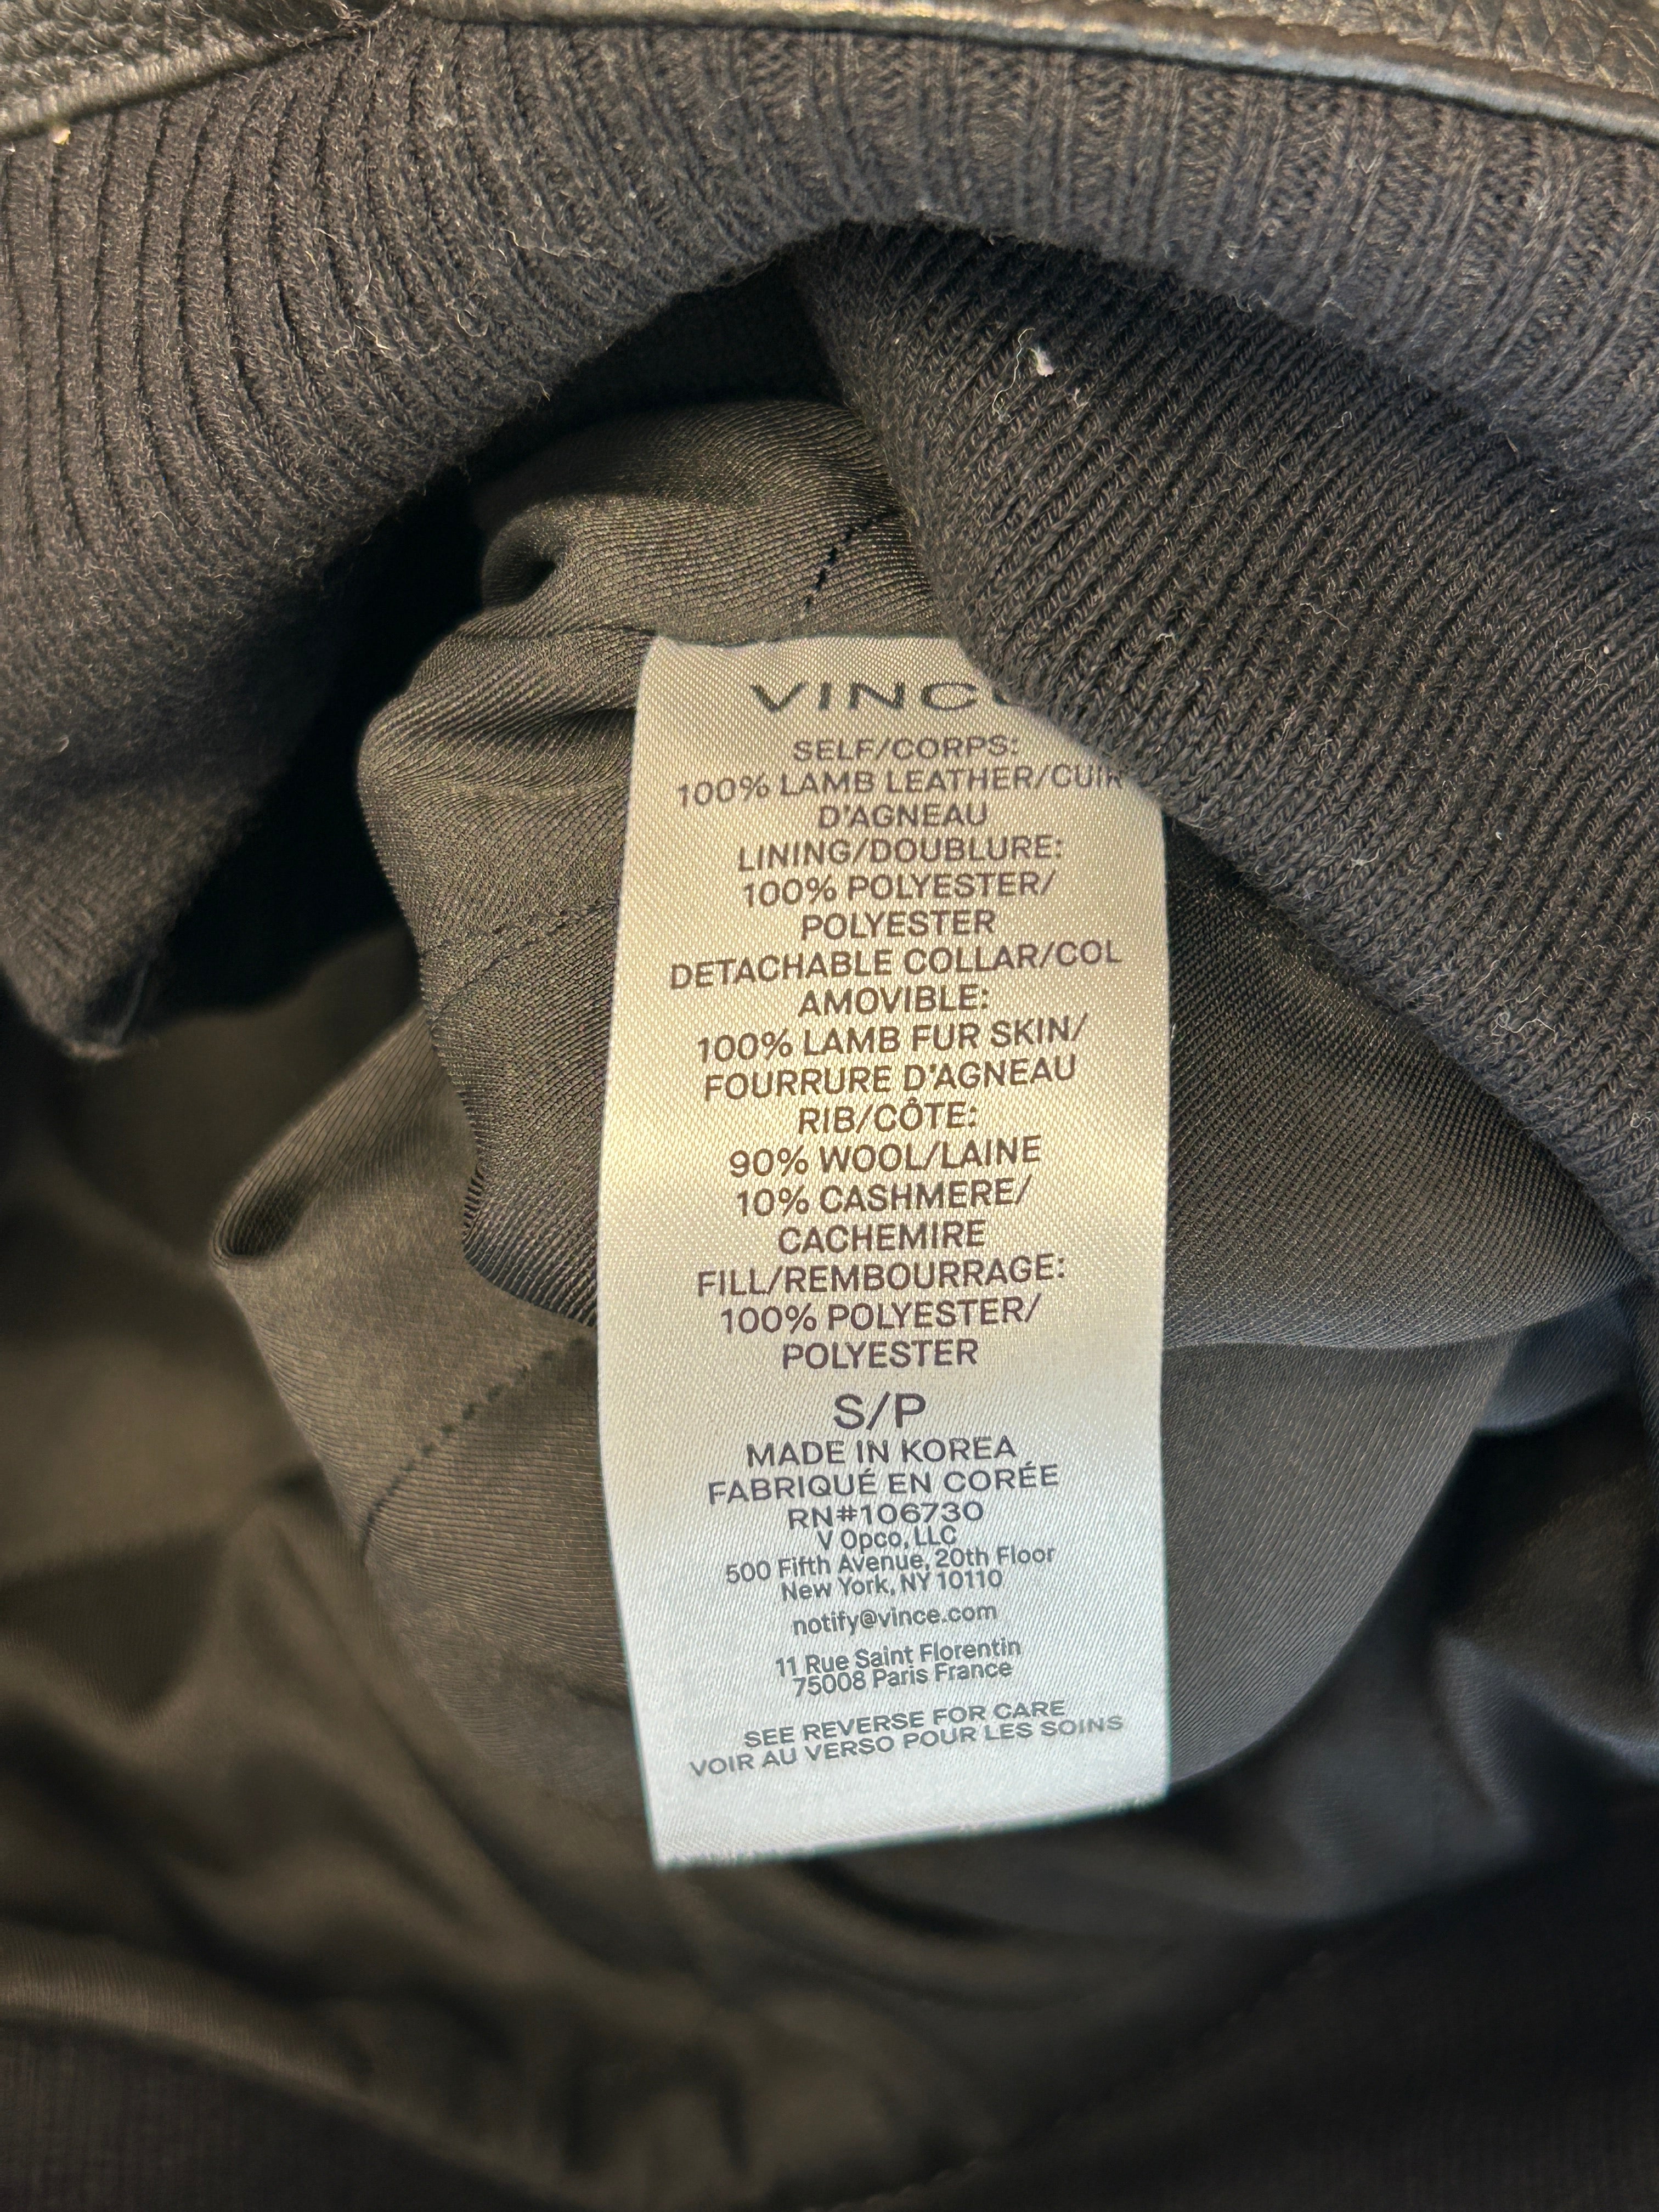 VINC
SELF/CORPS:
100% LAMB LEATHER/CUIR
D'AGNEAU
LINING/DOUBLURE:
100% POLYESTER/
POLYESTER
DETACHABLE COLLAR/COL
AMOVIBLE:
100% LAMB FUR SKIN/
FOURRURE D'AGNEAU
RIB/CÔTE:
90% WOOL/LAINE
10% CASHMERE/
CACHEMIRE
FILL/REMBOURRAGE:
100% POLYESTER/
POLYESTER
S/P
MADE IN KOREA
FABRIQUÉ EN CORÉE
RN#106730
V Opco, LLC
500 Fifth Avenue, 20th Floor
New York, NY 10110
notify@vince.com
11 Rue Saint Florentin
75008 Paris France
SEE REVERSE FOR CARE
VOIR AU VERSO POUR LES SOINS